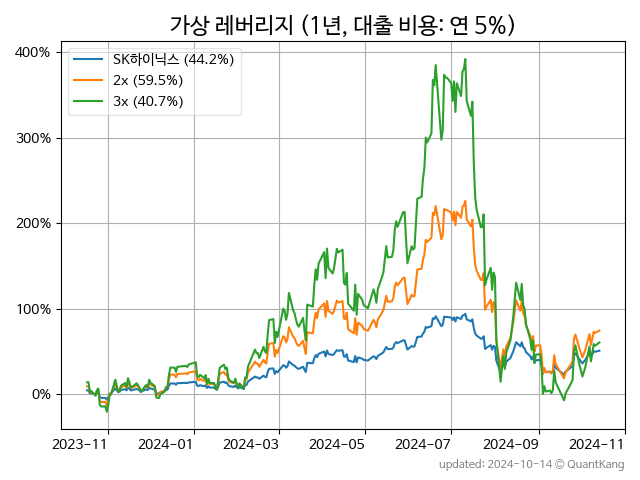 가상 레버리지 (1년, 대출 비용: 연 5%)
400%
300%
200%
100%
0%
SK하이닉스 (44.2%)
2x (59.5%)
3x (40.7%)
2023-11
2024-01
2024-03
2024-05
2024-07
2024-09
2024-11
updated: 2024-10-14 © QuantKang